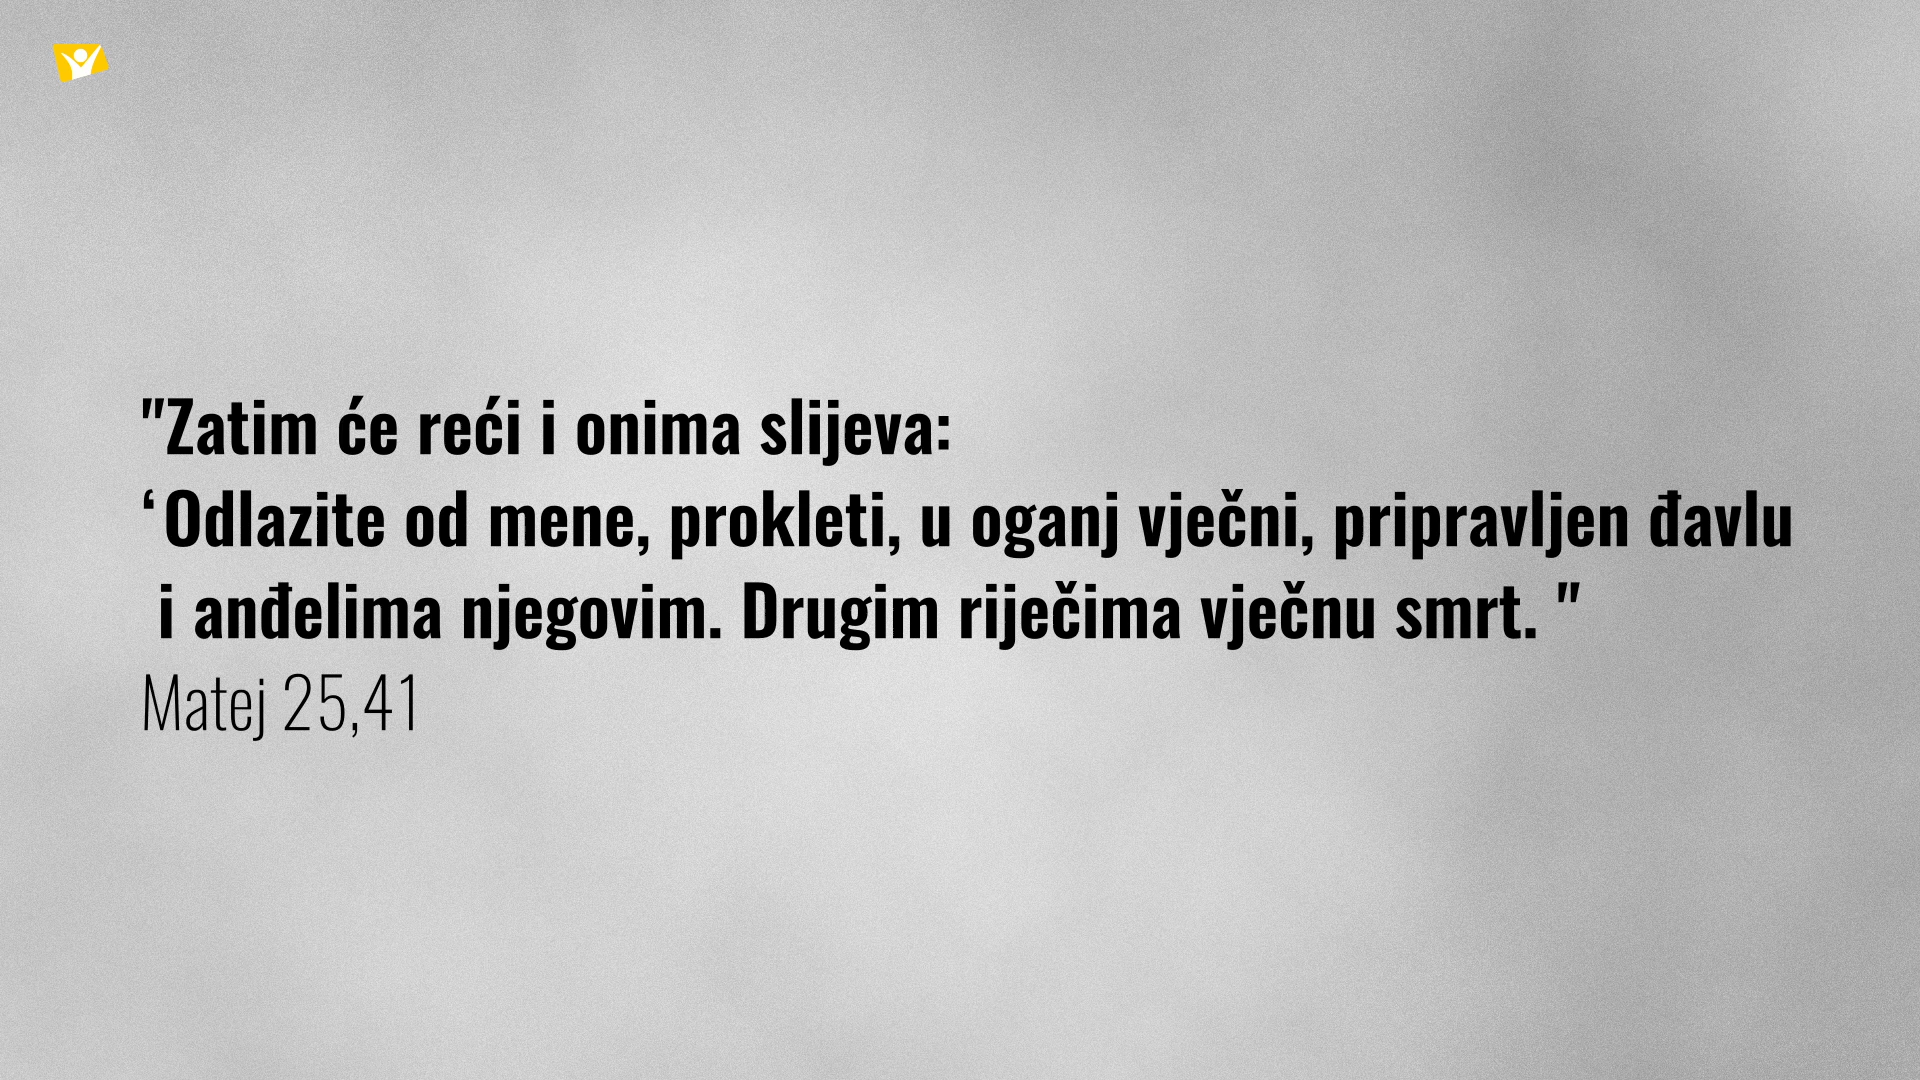 "Zatim će reći i onima slijeva:
‘Odlazite od mene, prokleti, u oganj vječni, pripravljen đavlu
i anđelima njegovim. Drugim riječima vječnu smrt. "
Matej 25,41